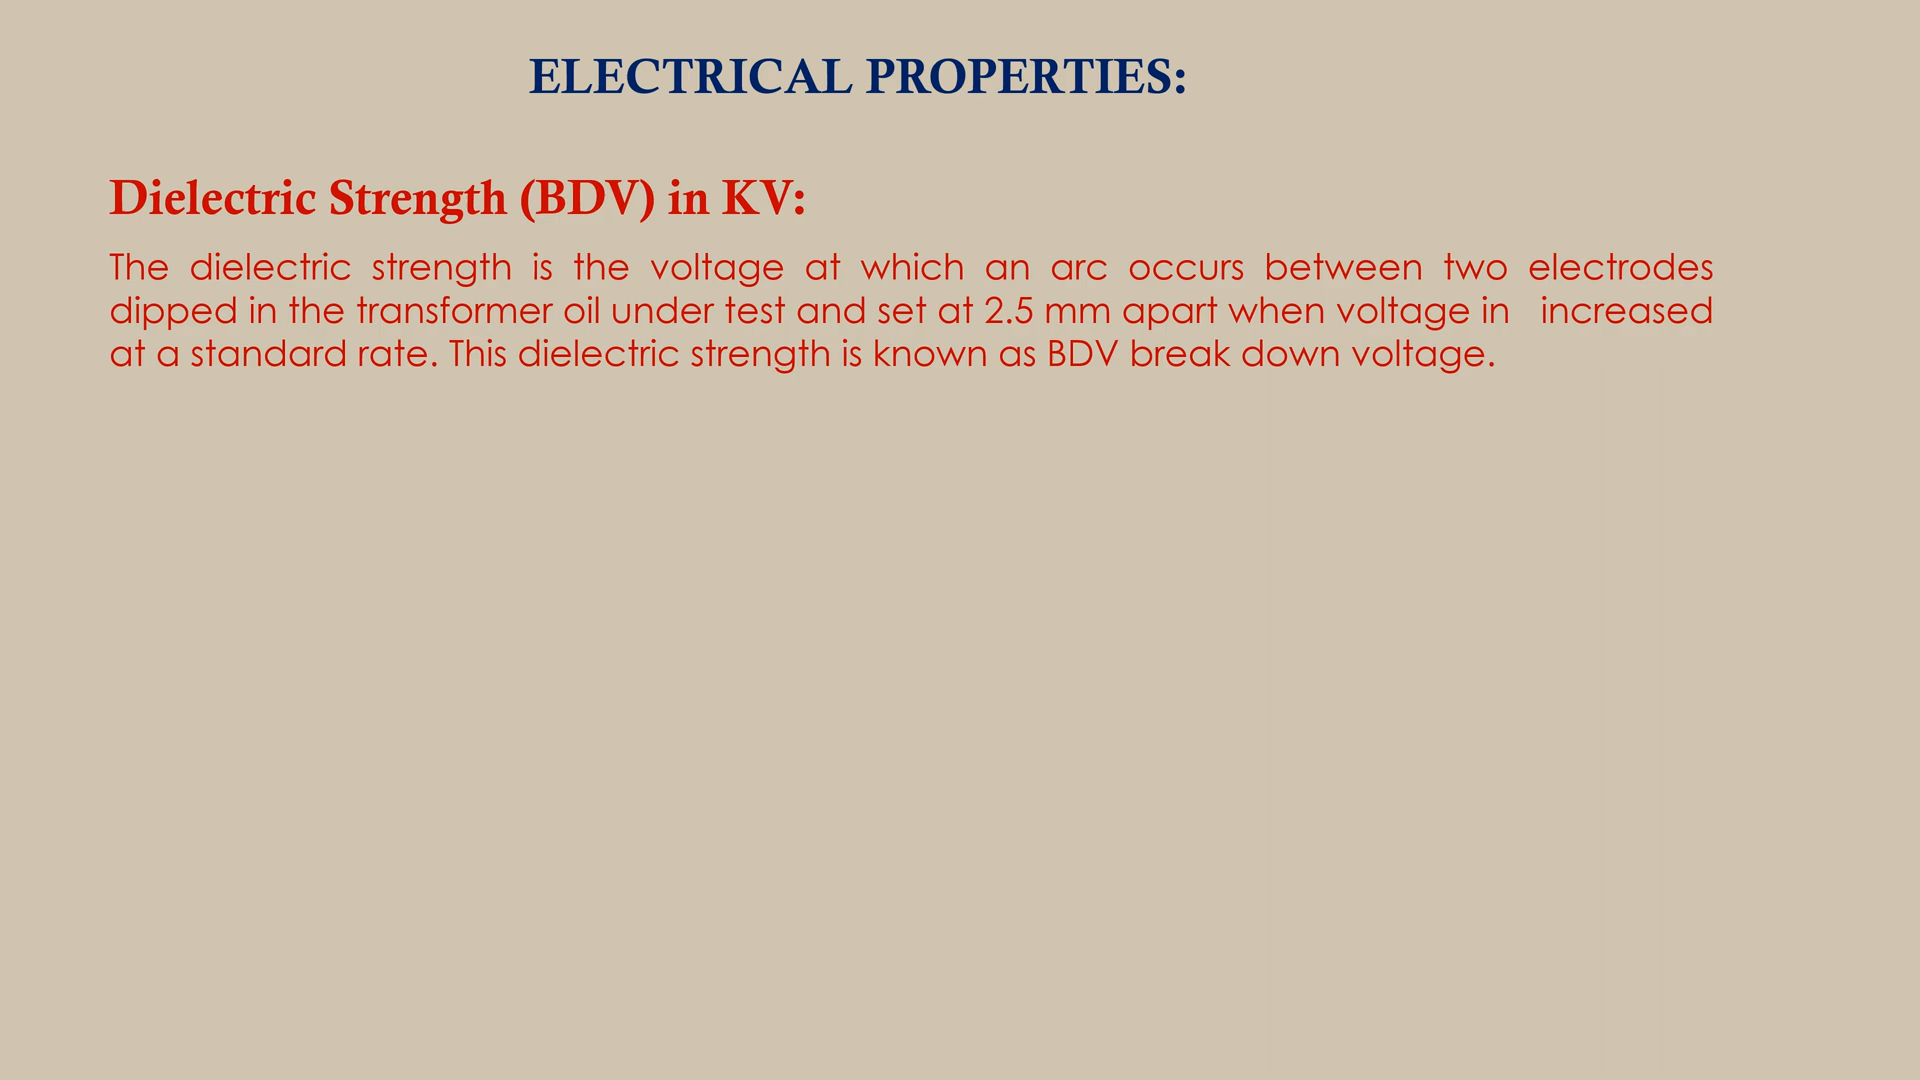 ELECTRICAL PROPERTIES:
Dielectric Strength (BDV) in KV:
The dielectric strength is the voltage at which an arc occurs between two electrodes
dipped in the transformer oil under test and set at 2.5 mm apart when voltage in increased
at a standard rate. This dielectric strength is known as BDV break down voltage.